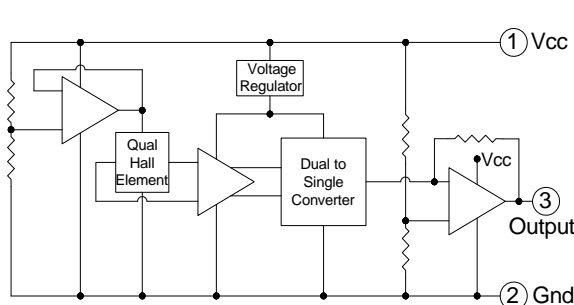 1 Vcc
Voltage
Regulator
Qual
Hall
Element
Dual to
Single
Converter
Vcc
3
Output
2 Gnd